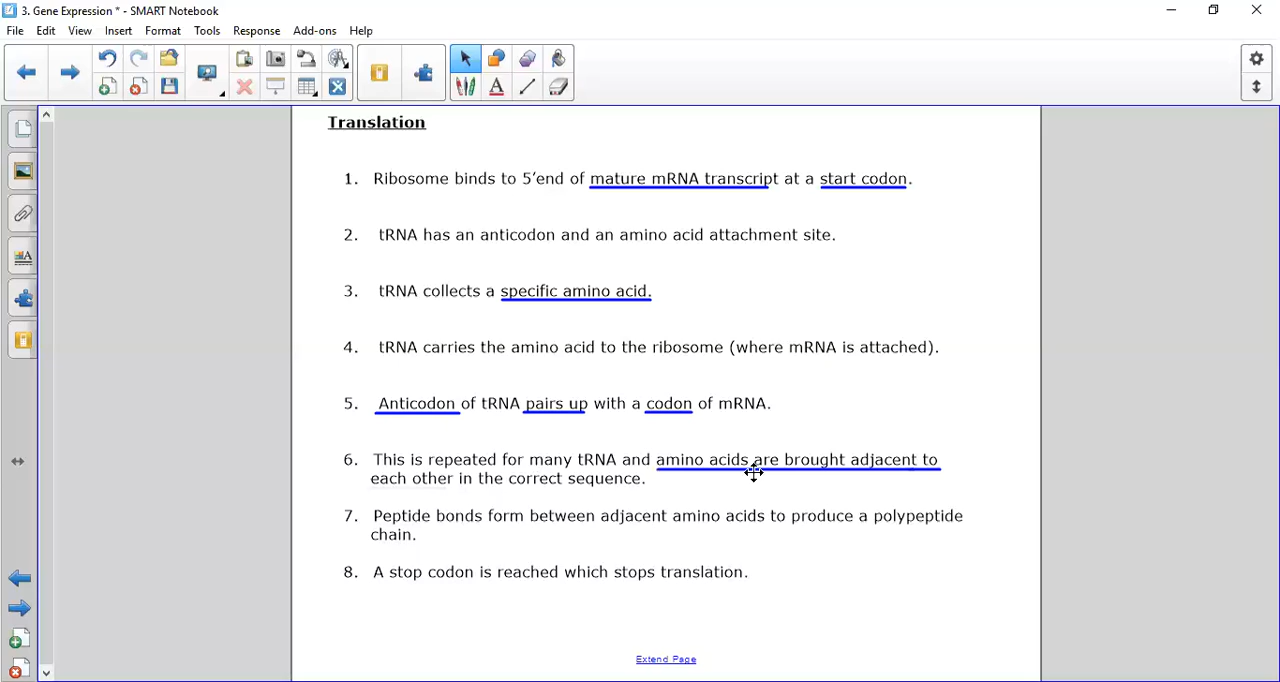 3. Gene Expression * - SMART Notebook
File Edit View Insert Format Tools Response Add-ons Help
Translation
1. Ribosome binds to 5'end of mature mRNA transcript at a start codon.
2. tRNA has an anticodon and an amino acid attachment site.
3. tRNA collects a specific amino acid.
4. tRNA carries the amino acid to the ribosome (where mRNA is attached).
5. Anticodon of tRNA pairs up with a codon of mRNA.
6. This is repeated for many tRNA and amino acids are brought adjacent to
each other in the correct sequence.
7. Peptide bonds form between adjacent amino acids to produce a polypeptide
chain.
8. A stop codon is reached which stops translation.
Extend Page